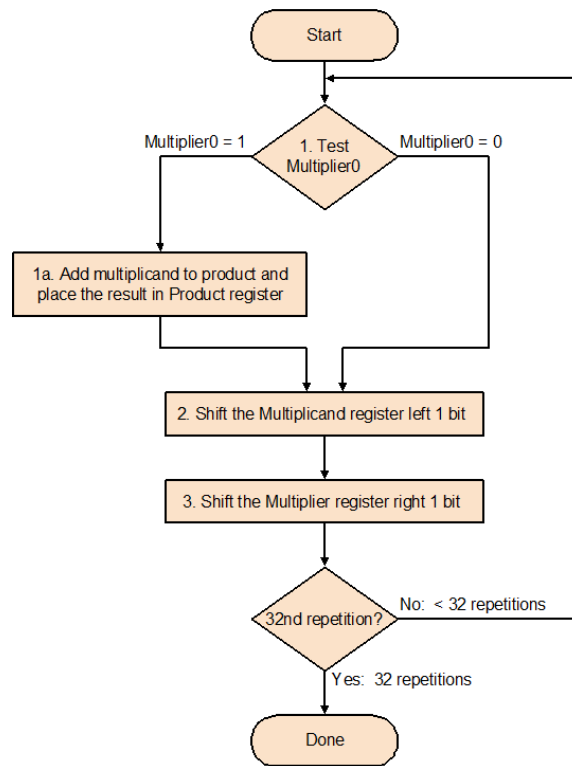 Start
1. Test
Multiplier0
Multiplier0 = 1
Multiplier0 = 0
1a. Add multiplicand to product and
place the result in Product register
2. Shift the Multiplicand register left 1 bit
3. Shift the Multiplier register right 1 bit
32nd repetition?
No:  < 32 repetitions
Yes:  32 repetitions
Done